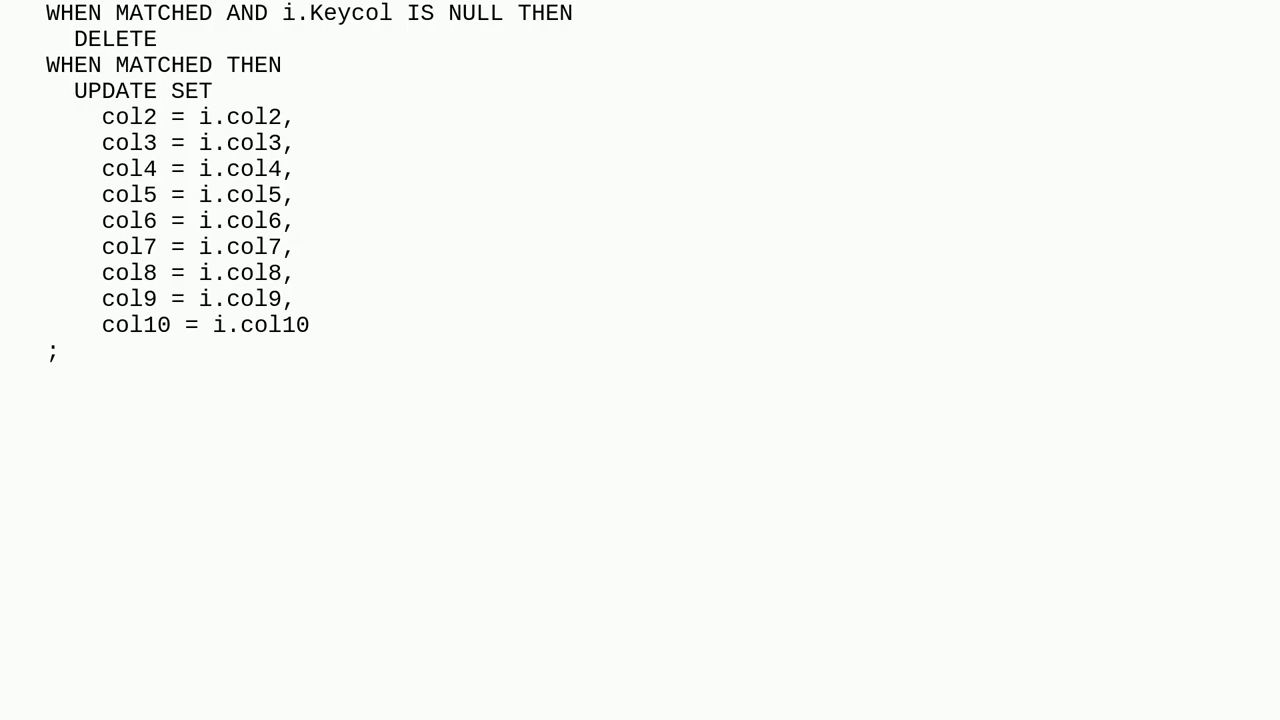 WHEN MATCHED AND i.Keycol IS NULL THEN
  DELETE
WHEN MATCHED THEN
  UPDATE SET
    col2 = i.col2,
    col3 = i.col3,
    col4 = i.col4,
    col5 = i.col5,
    col6 = i.col6,
    col7 = i.col7,
    col8 = i.col8,
    col9 = i.col9,
    col10 = i.col10
;